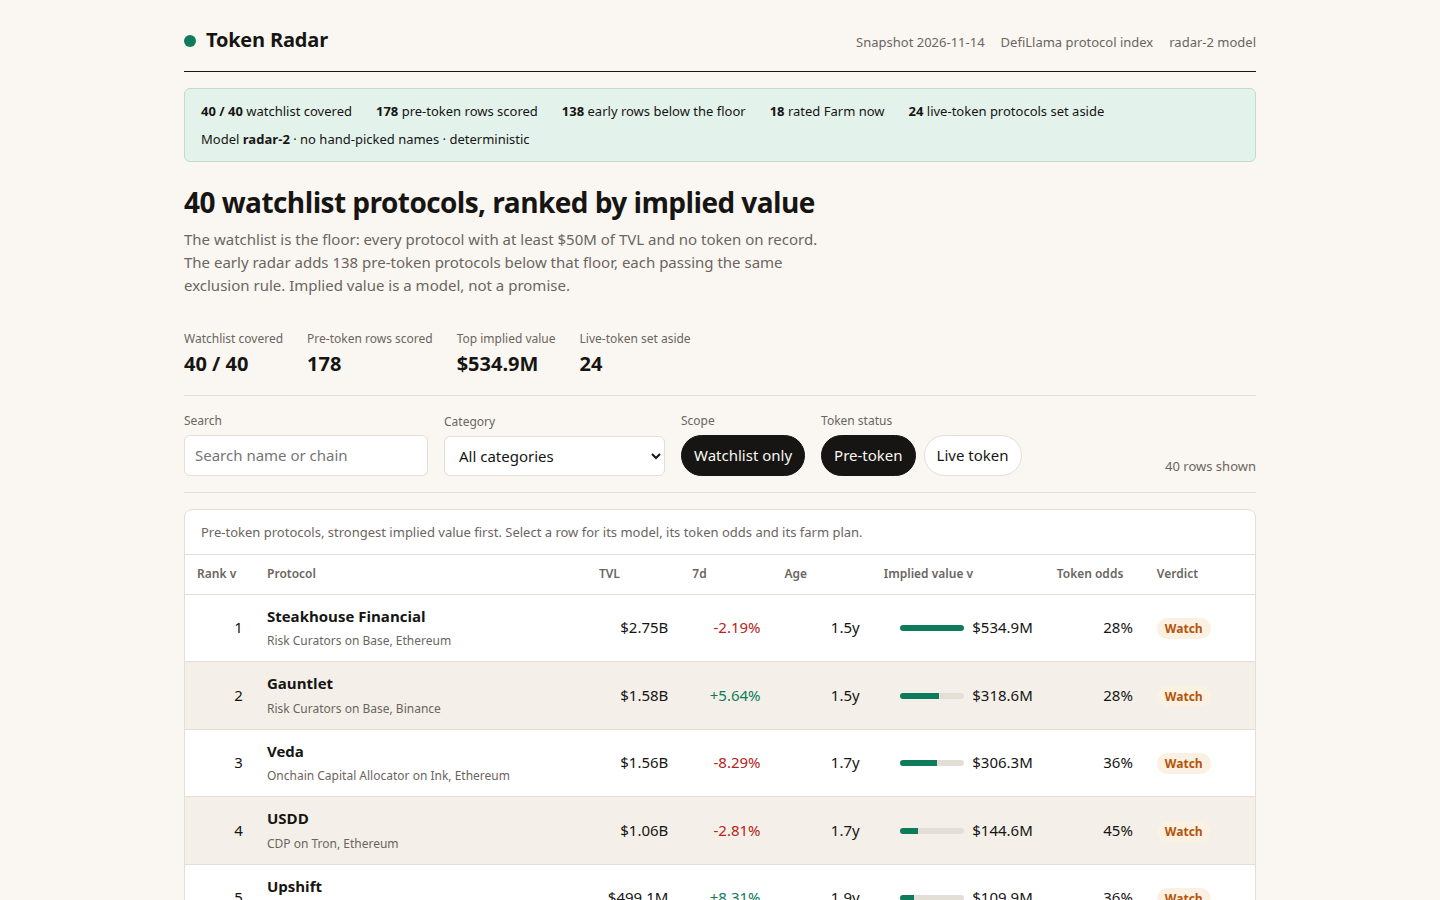 Token Radar
Snapshot 2026-11-14 DefiLlama protocol index radar-2 model
40 / 40 watchlist covered 178 pre-token rows scored 138 early rows below the floor 18 rated Farm now 24 live-token protocols set aside
Model radar-2 · no hand-picked names · deterministic
40 watchlist protocols, ranked by implied value
The watchlist is the floor: every protocol with at least $50M of TVL and no token on record.
The early radar adds 138 pre-token protocols below that floor, each passing the same
exclusion rule. Implied value is a model, not a promise.
Watchlist covered Pre-token rows scored Top implied value Live-token set aside
40 / 40 178 $534.9M 24
Search Category Scope Token status
Search name or chain All categories Watchlist only Pre-token Live token
40 rows shown
Pre-token protocols, strongest implied value first. Select a row for its model, its token odds and its farm plan.
Rank v Protocol TVL 7d Age Implied value v Token odds Verdict
1 Steakhouse Financial $2.75B -2.19% 1.5y $534.9M 28% Watch
Risk Curators on Base, Ethereum
2 Gauntlet $1.58B +5.64% 1.5y $318.6M 28% Watch
Risk Curators on Base, Binance
3 Veda $1.56B -8.29% 1.7y $306.3M 36% Watch
Onchain Capital Allocator on Ink, Ethereum
4 USDD $1.06B -2.81% 1.7y $144.6M 45% Watch
CDP on Tron, Ethereum
5 Upshift $499.1M +8.31% 1.9y $109.9M 36% Watch